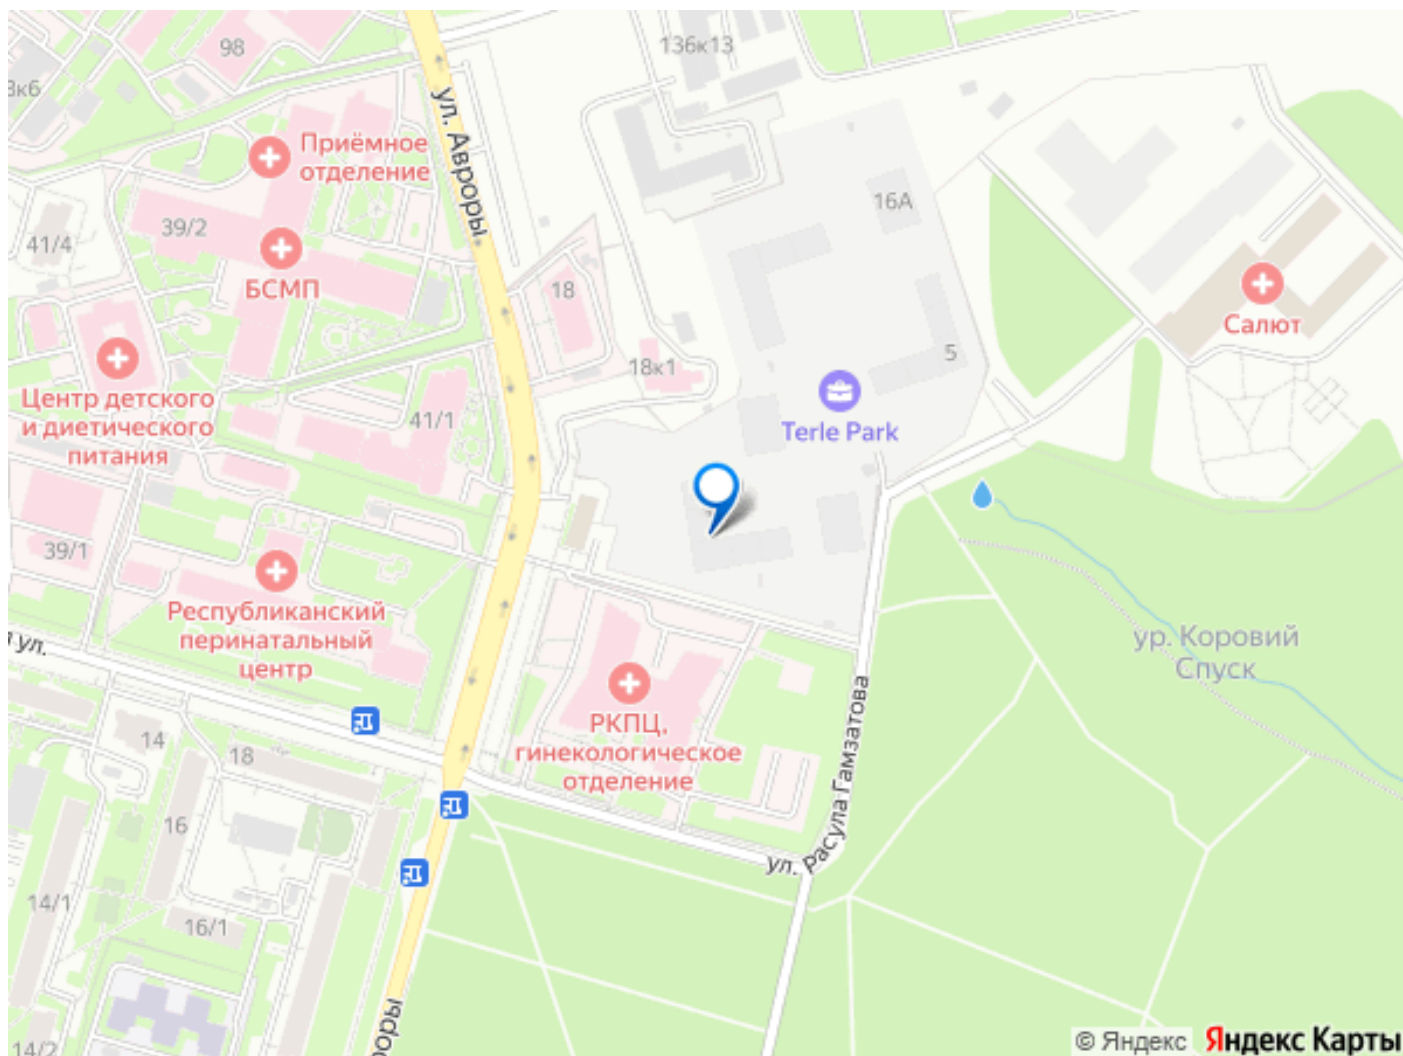 98
136к13
3к6
ул. Авроры
Приёмное
отделение
16А
39/2
41/4
БСМП
18
Салют
5
18к1
Центр детского
и диетического
питания
41/1
Terle Park
39/1
Республиканский
перинатальный
центр
ул.
ур. Коровий
Спуск
РКПЦ,
гинекологическое
отделение
14
18
16
ул. Расула Гамзатова
14/1
16/1
14/2
роры
© Яндекс
Яндекс Карты